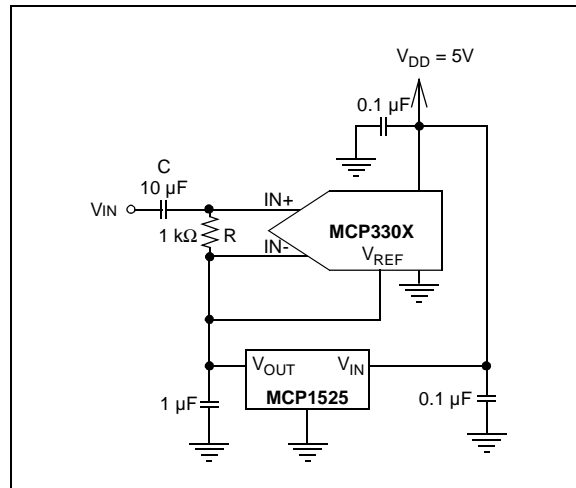 V_DD = 5V
0.1 µF
C
10 µF
IN+
VIN
MCP330X
1 kΩ
R
IN-
V_REF
V_OUT
V_IN
1 µF
MCP1525
0.1 µF